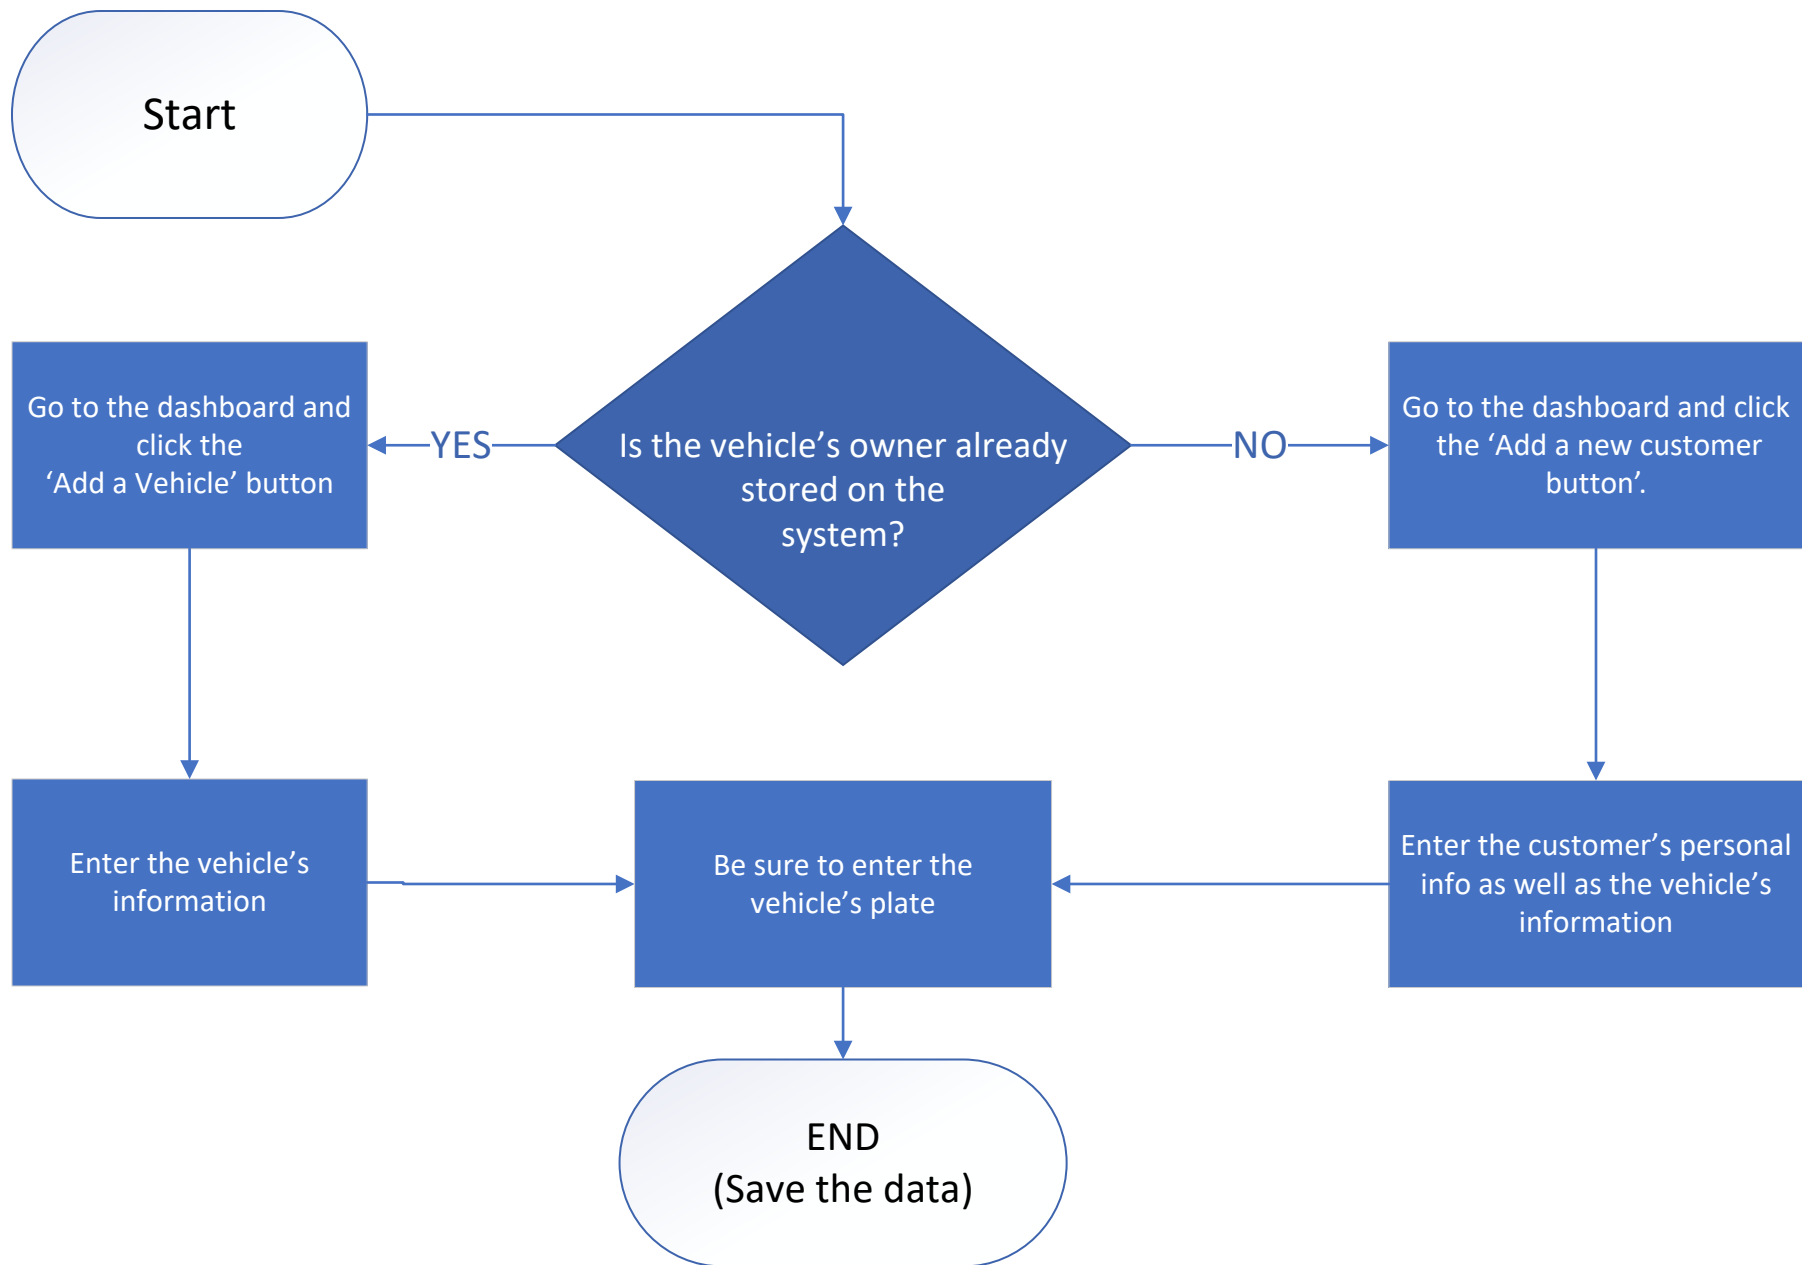 Start
Go to the dashboard and
click the
‘Add a Vehicle’ button
YES
Is the vehicle’s owner already
stored on the
system?
NO
Go to the dashboard and click
the ‘Add a new customer
button’.
Enter the vehicle’s
information
Be sure to enter the
vehicle’s plate
Enter the customer’s personal
info as well as the vehicle’s
information
END
(Save the data)